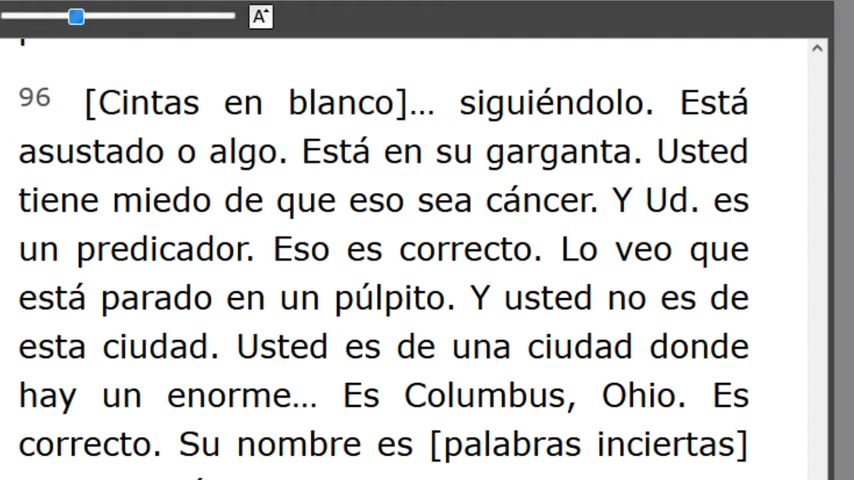 A
96 [Cintas en blanco]... siguiéndolo. Está
asustado o algo. Está en su garganta. Usted
tiene miedo de que eso sea cáncer. Y Ud. es
un predicador. Eso es correcto. Lo veo que
está parado en un púlpito. Y usted no es de
esta ciudad. Usted es de una ciudad donde
hay un enorme... Es Columbus, Ohio. Es
correcto. Su nombre es [palabras inciertas]